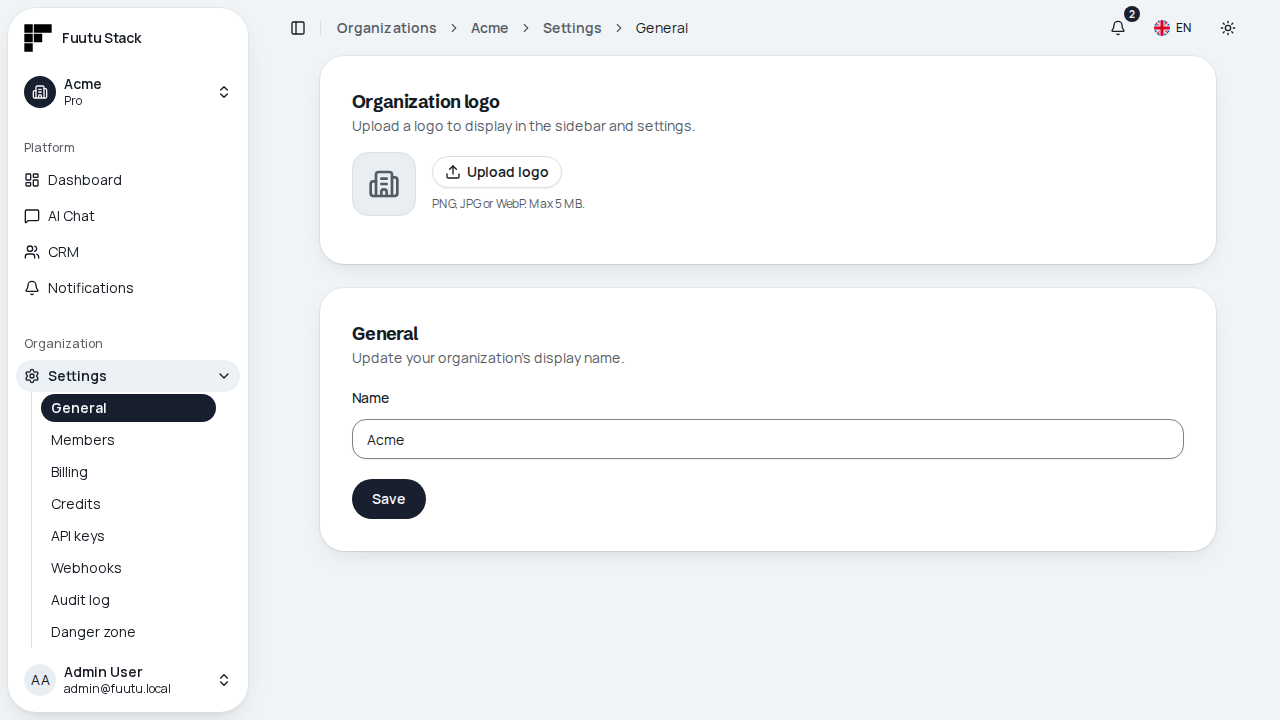 Fuutu Stack
Acme
Pro
Platform
Dashboard
AI Chat
CRM
Notifications
Organization
Settings
General
Members
Billing
Credits
API keys
Webhooks
Audit log
Danger zone
AA
Admin User
admin@fuutu.local
Organizations > Acme > Settings > General
2
EN
Organization logo
Upload a logo to display in the sidebar and settings.
Upload logo
PNG, JPG or WebP. Max 5 MB.
General
Update your organization's display name.
Name
Acme
Save